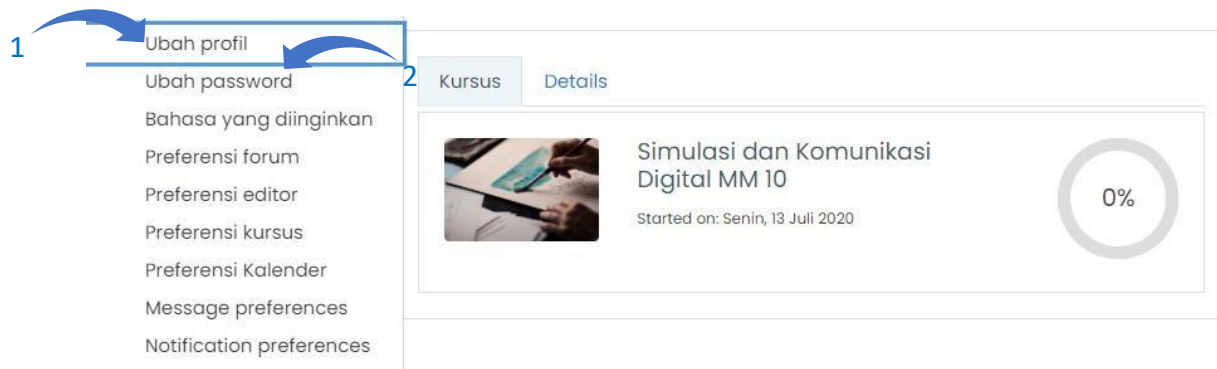 1
Ubah profil
2
Ubah password
Bahasa yang diinginkan
Preferensi forum
Preferensi editor
Preferensi kursus
Preferensi Kalender
Message preferences
Notification preferences
Kursus
Details
Simulasi dan Komunikasi
Digital MM 10
Started on: Senin, 13 Juli 2020
0%